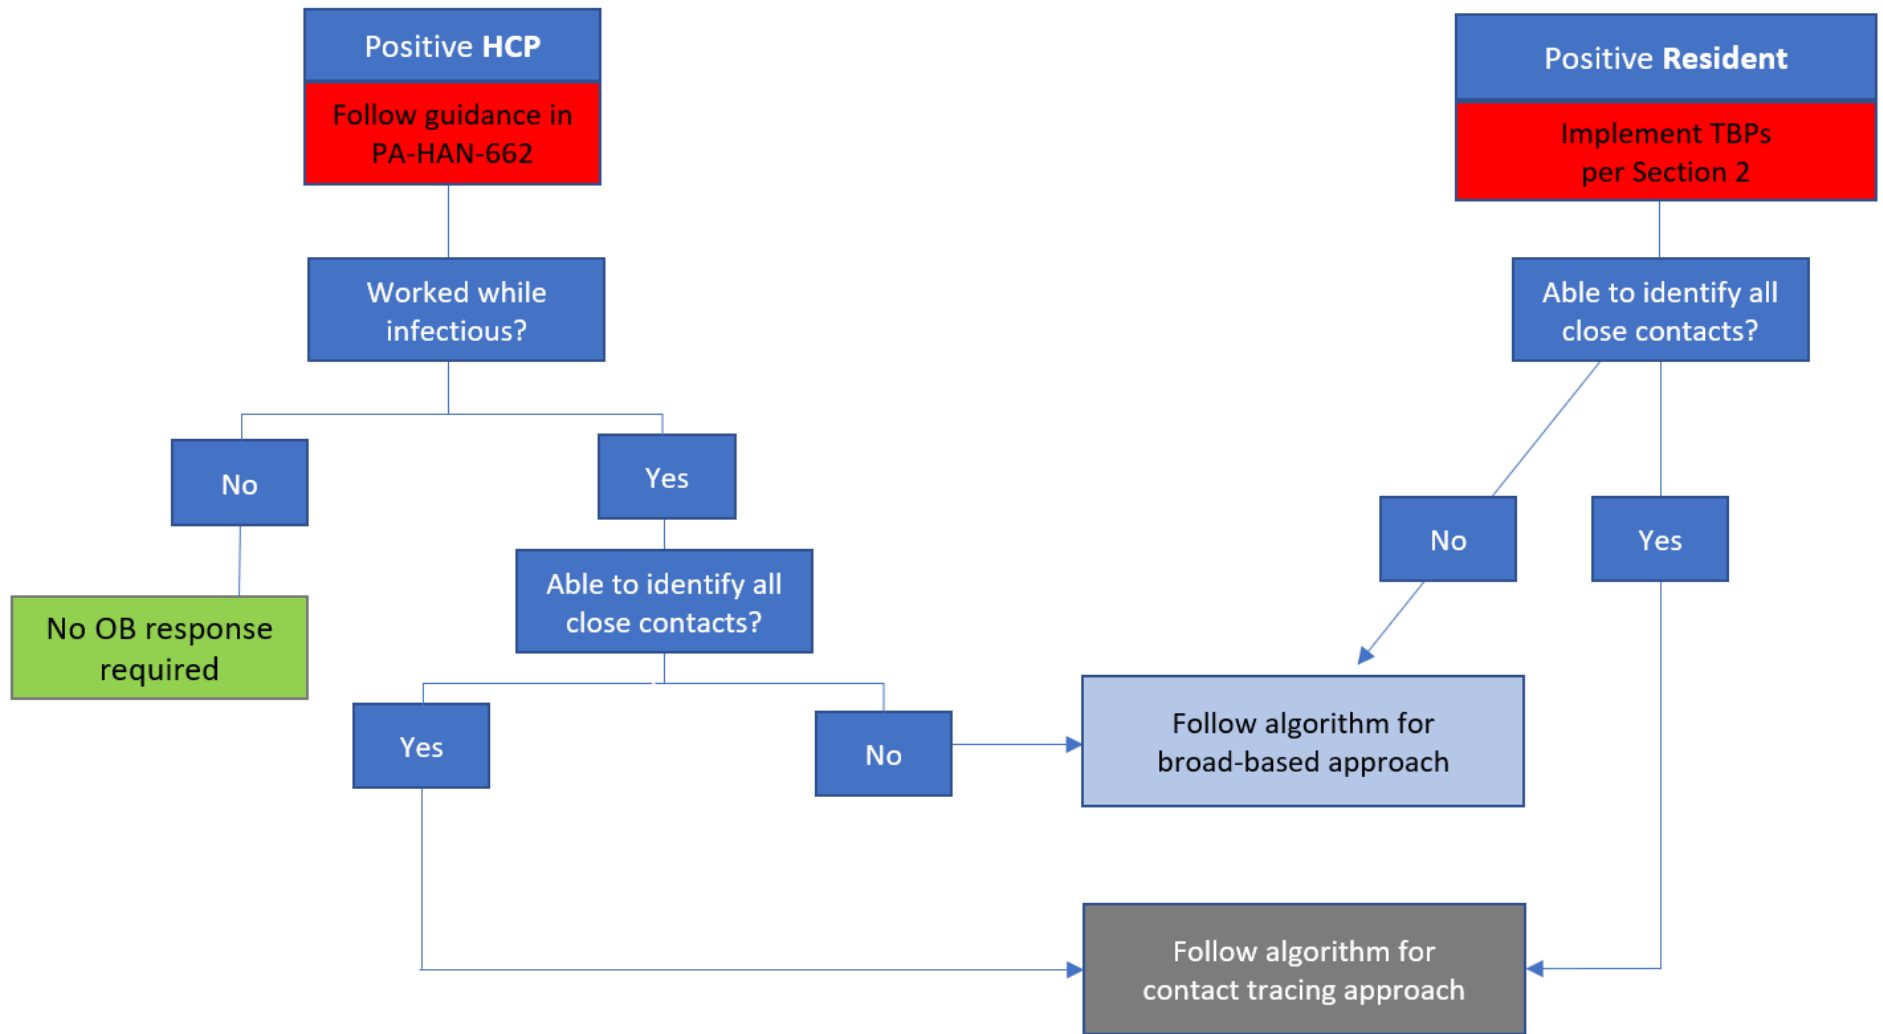 Positive HCP
Follow guidance in
PA-HAN-662
Positive Resident
Implement TBPs
per Section 2
Worked while
infectious?
Able to identify all
close contacts?
No
Yes
No
Yes
No OB response
required
Able to identify all
close contacts?
Yes
No
Follow algorithm for
broad-based approach
Follow algorithm for
contact tracing approach